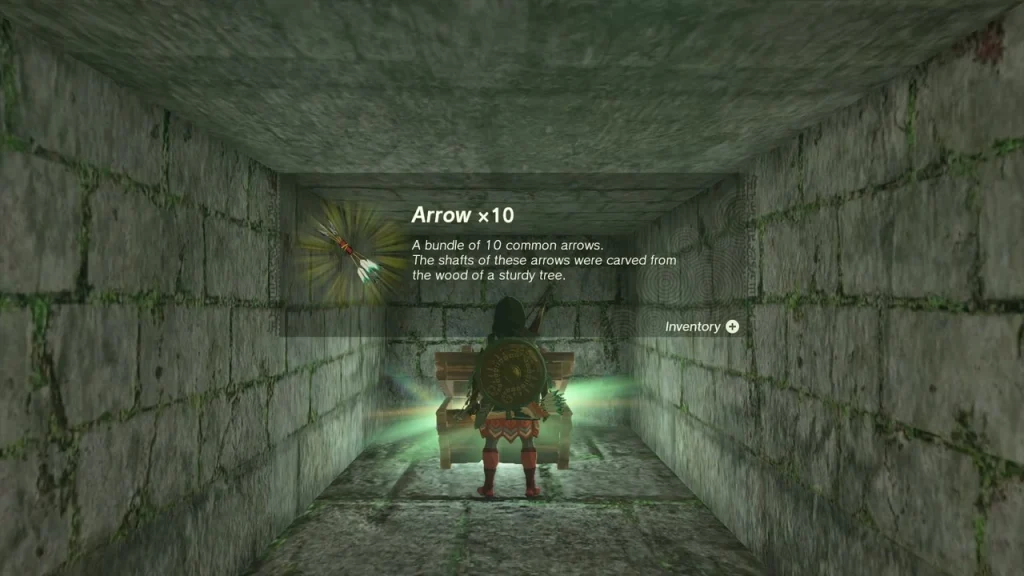 Arrow ×10
A bundle of 10 common arrows.
The shafts of these arrows were carved from
the wood of a sturdy tree.
Inventory +